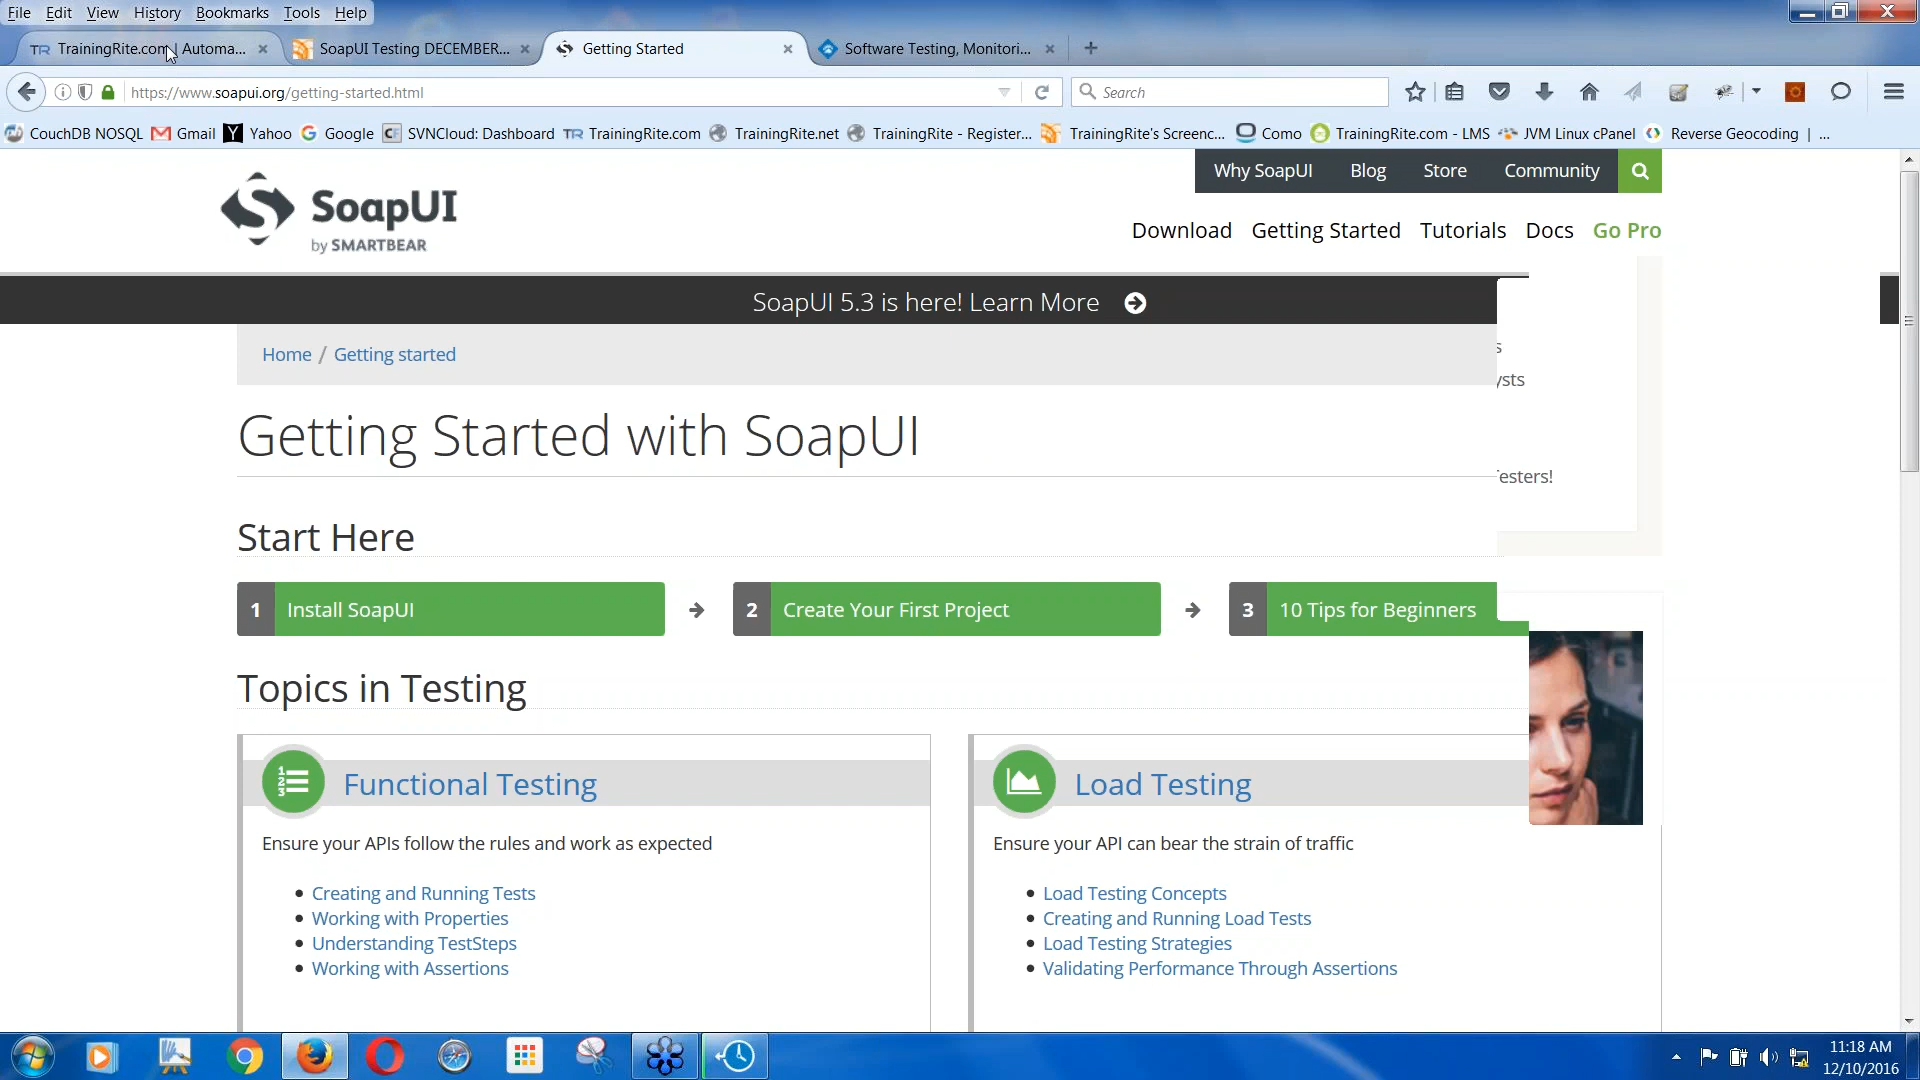 File Edit View History Bookmarks Tools Help
TR TrainingRite.com | Automa... SoapUI Testing DECEMBER... Getting Started Software Testing, Monitori...
https://www.soapui.org/getting-started.html Search
CouchDB NOSQL Gmail Yahoo Google CF SVNCloud: Dashboard TR TrainingRite.com TrainingRite.net TrainingRite - Register... TrainingRite's Screenc... Como TrainingRite.com - LMS JVM Linux cPanel Reverse Geocoding | ...
Why SoapUI Blog Store Community
SoapUI
by SMARTBEAR
Download Getting Started Tutorials Docs Go Pro
SoapUI 5.3 is here! Learn More
Home / Getting started
s
ysts
Getting Started with SoapUI
esters!
Start Here
1 Install SoapUI 2 Create Your First Project 3 10 Tips for Beginners
Topics in Testing
Functional Testing
Ensure your APIs follow the rules and work as expected
• Creating and Running Tests
• Working with Properties
• Understanding TestSteps
• Working with Assertions
Load Testing
Ensure your API can bear the strain of traffic
• Load Testing Concepts
• Creating and Running Load Tests
• Load Testing Strategies
• Validating Performance Through Assertions
11:18 AM
12/10/2016